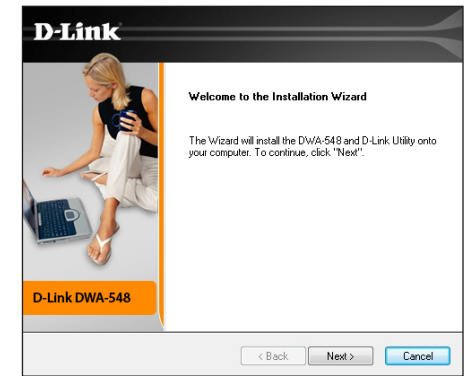 D-Link
Welcome to the Installation Wizard
The Wizard will install the DWA-548 and D-Link Utility onto
your computer. To continue, click "Next".
D-Link DWA-548
< Back Next > Cancel